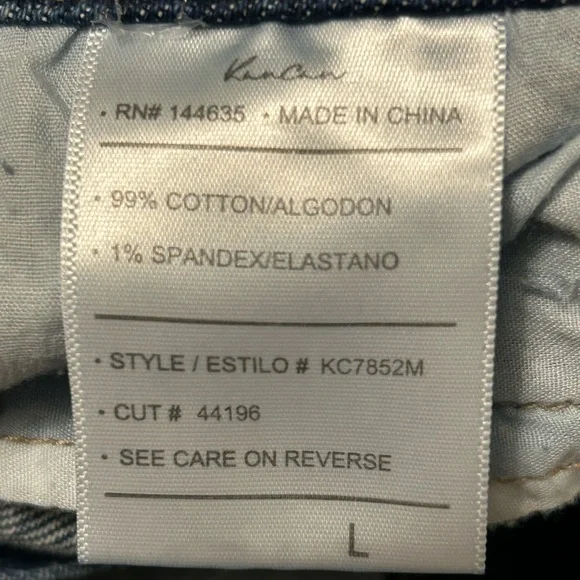 KanCan
• RN# 144635 • MADE IN CHINA
• 99% COTTON/ALGODON
• 1% SPANDEX/ELASTANO
• STYLE / ESTILO # KC7852M
• CUT # 44196
• SEE CARE ON REVERSE
L